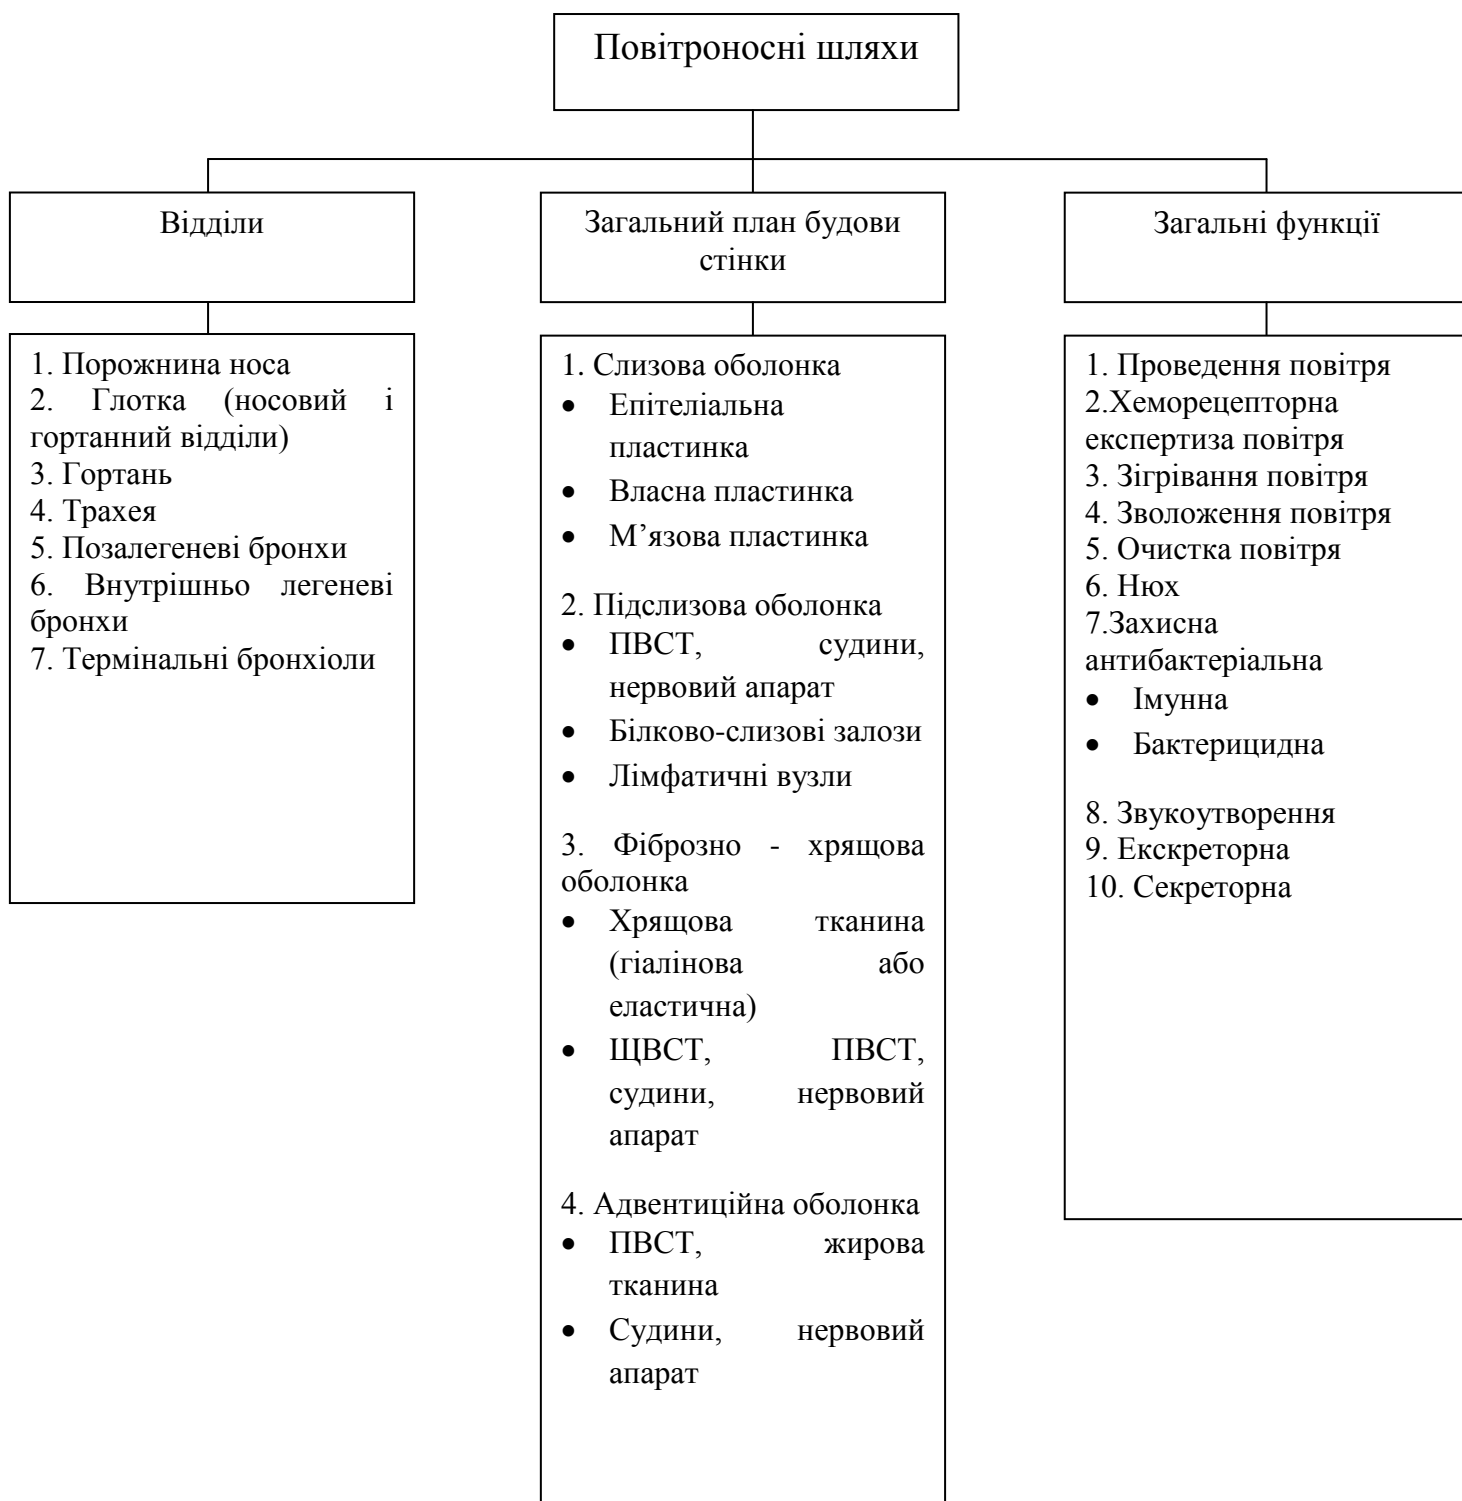 Повітроносні шляхи
Відділи
1. Порожнина носа
2. Глотка (носовий і
гортанний відділи)
3. Гортань
4. Трахея
5. Позалегеневі бронхи
6. Внутрішньо легеневі
бронхи
7. Термінальні бронхіоли
Загальний план будови
стінки
1. Слизова оболонка
• Епітеліальна
пластинка
• Власна пластинка
• М’язова пластинка
2. Підслизова оболонка
• ПВСТ, судини,
нервовий апарат
• Білково-слизові залози
• Лімфатичні вузли
3. Фіброзно - хрящова
оболонка
• Хрящова тканина
(гіалінова або
еластична)
• ЩВСТ, ПВСТ,
судини, нервовий
апарат
4. Адвентиційна оболонка
• ПВСТ, жирова
тканина
• Судини, нервовий
апарат
Загальні функції
1. Проведення повітря
2.Хеморецепторна
експертиза повітря
3. Зігрівання повітря
4. Зволоження повітря
5. Очистка повітря
6. Нюх
7.Захисна
антибактеріальна
• Імунна
• Бактерицидна
8. Звукоутворення
9. Екскреторна
10. Секреторна